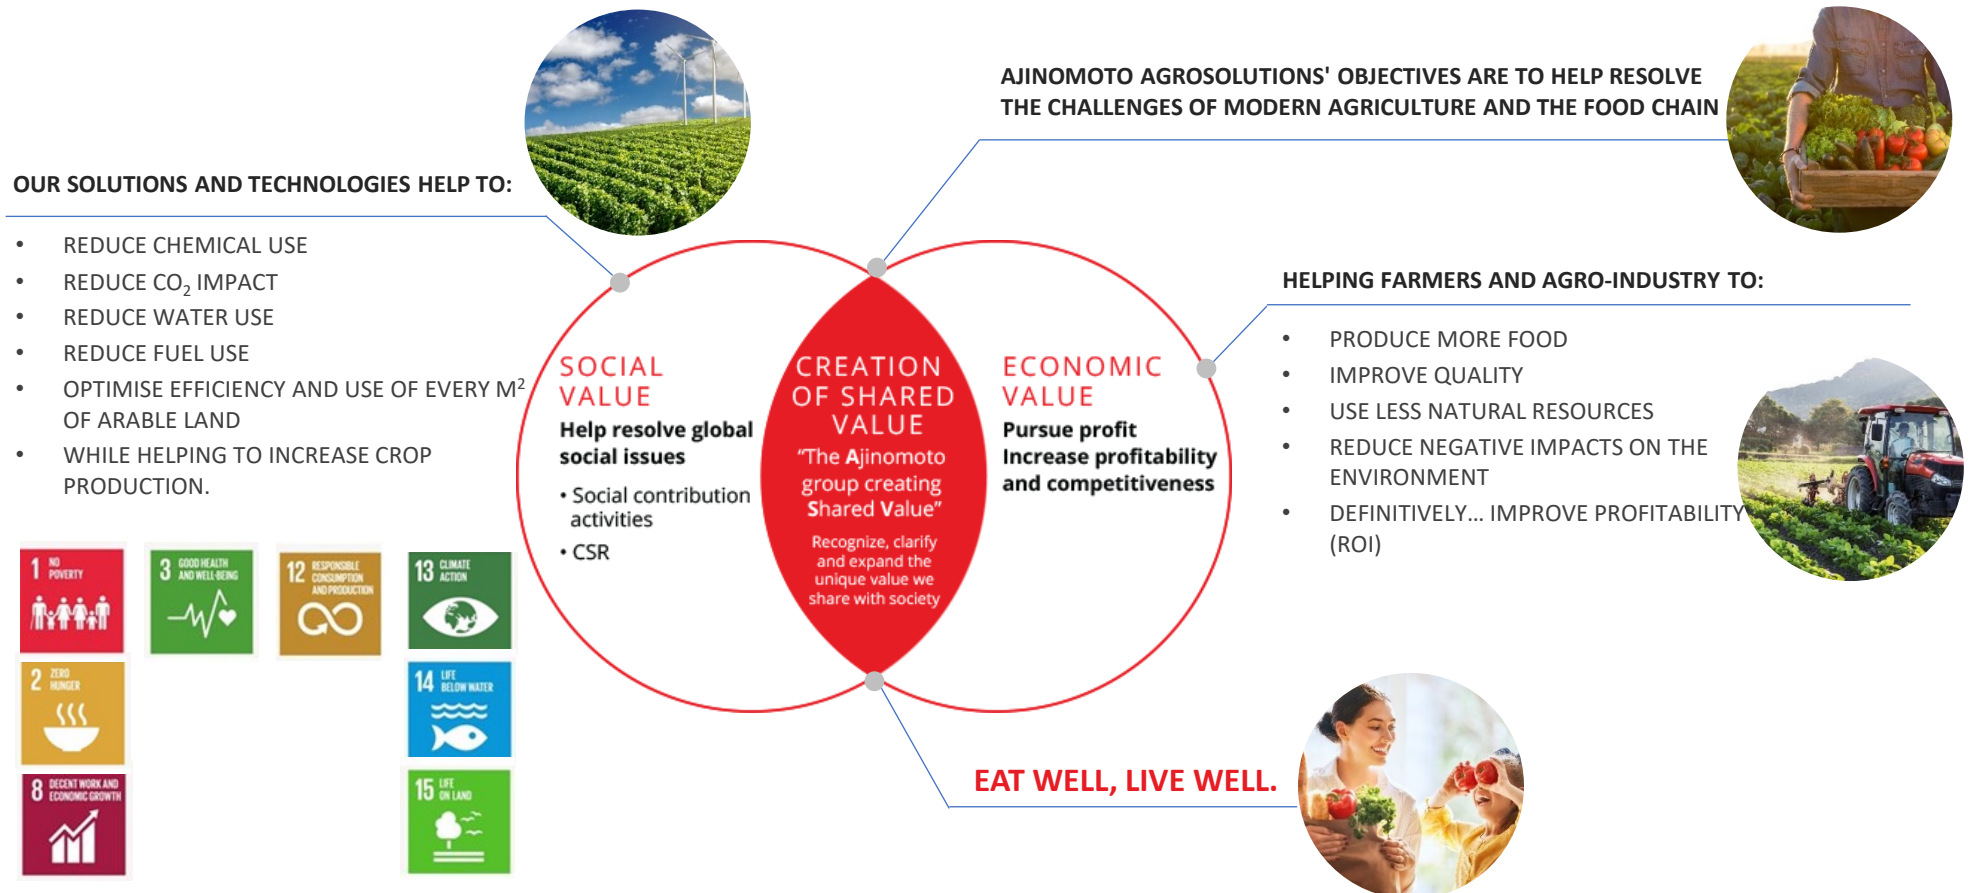 AJINOMOTO AGROSOLUTIONS' OBJECTIVES ARE TO HELP RESOLVE
THE CHALLENGES OF MODERN AGRICULTURE AND THE FOOD CHAIN
OUR SOLUTIONS AND TECHNOLOGIES HELP TO:
• REDUCE CHEMICAL USE
• REDUCE CO₂ IMPACT
• REDUCE WATER USE
• REDUCE FUEL USE
• OPTIMISE EFFICIENCY AND USE OF EVERY M²
OF ARABLE LAND
• WHILE HELPING TO INCREASE CROP
PRODUCTION.
SOCIAL
VALUE
Help resolve global
social issues
• Social contribution
activities
• CSR
CREATION
OF SHARED
VALUE
“The Ajinomoto
group creating
Shared Value”
Recognize, clarify
and expand the
unique value we
share with society
ECONOMIC
VALUE
Pursue profit
Increase profitability
and competitiveness
HELPING FARMERS AND AGRO-INDUSTRY TO:
• PRODUCE MORE FOOD
• IMPROVE QUALITY
• USE LESS NATURAL RESOURCES
• REDUCE NEGATIVE IMPACTS ON THE
ENVIRONMENT
• DEFINITIVELY... IMPROVE PROFITABILITY
(ROI)
1 NO
POVERTY
3 GOOD HEALTH
AND WELL-BEING
12 RESPONSIBLE
CONSUMPTION
AND PRODUCTION
13 CLIMATE
ACTION
2 ZERO
HUNGER
14 LIFE
BELOW WATER
8 DECENT WORK AND
ECONOMIC GROWTH
15 LIFE
ON LAND
EAT WELL, LIVE WELL.